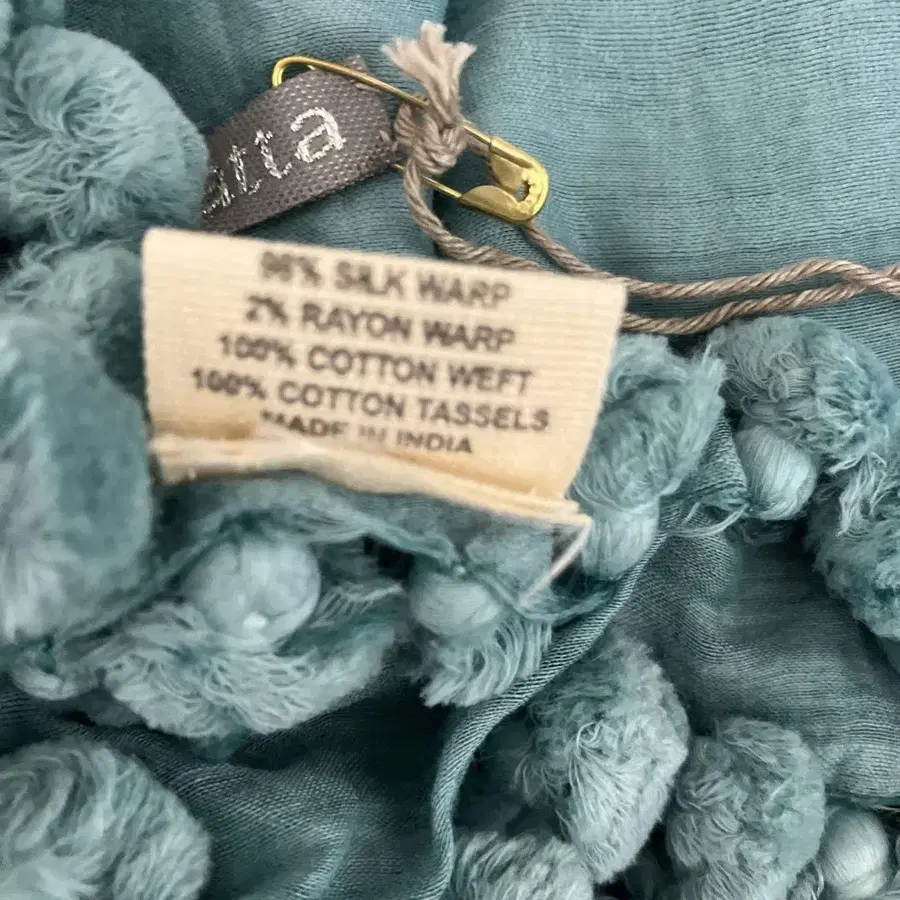 atta
98% SILK WARP
2% RAYON WARP
100% COTTON WEFT
100% COTTON TASSELS
MADE IN INDIA